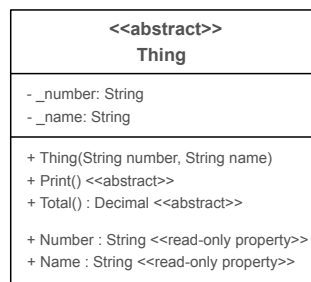 <<abstract>>
Thing
- _number: String
- _name: String
+ Thing(String number, String name)
+ Print() <<abstract>>
+ Total() : Decimal <<abstract>>
+ Number : String <<read-only property>>
+ Name : String <<read-only property>>